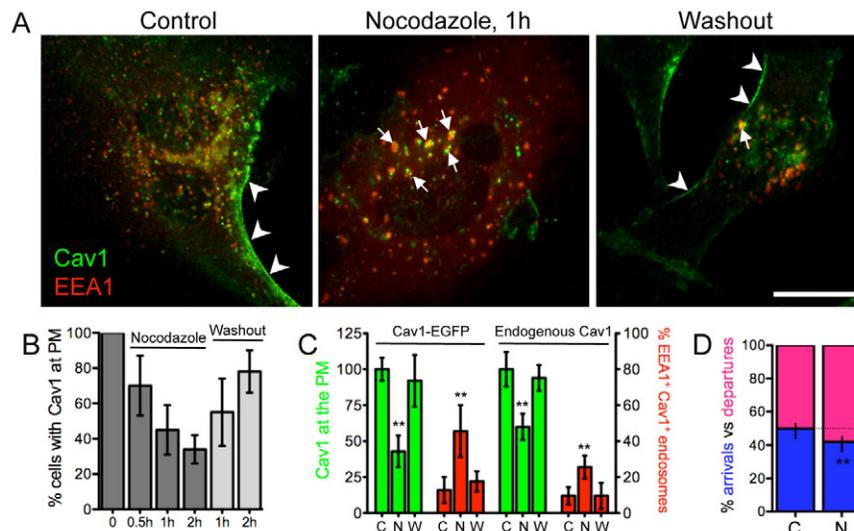 A
Control
Nocodazole, 1h
Washout
Cav1
EEA1
B
% cells with Cav1 at PM
100
80
60
40
20
0
Nocodazole
Washout
0
0.5h
1h
2h
1h
2h
C
Cav1 at the PM
125
100
75
50
25
0
Cav1-EGFP
Endogenous Cav1
**
**
**
**
C N W C N W C N W C N W
100
80
60
40
20
0
% EEA1⁺ Cav1⁺ endosomes
D
% arrivals vs departures
100
80
60
40
20
0
**
C
N